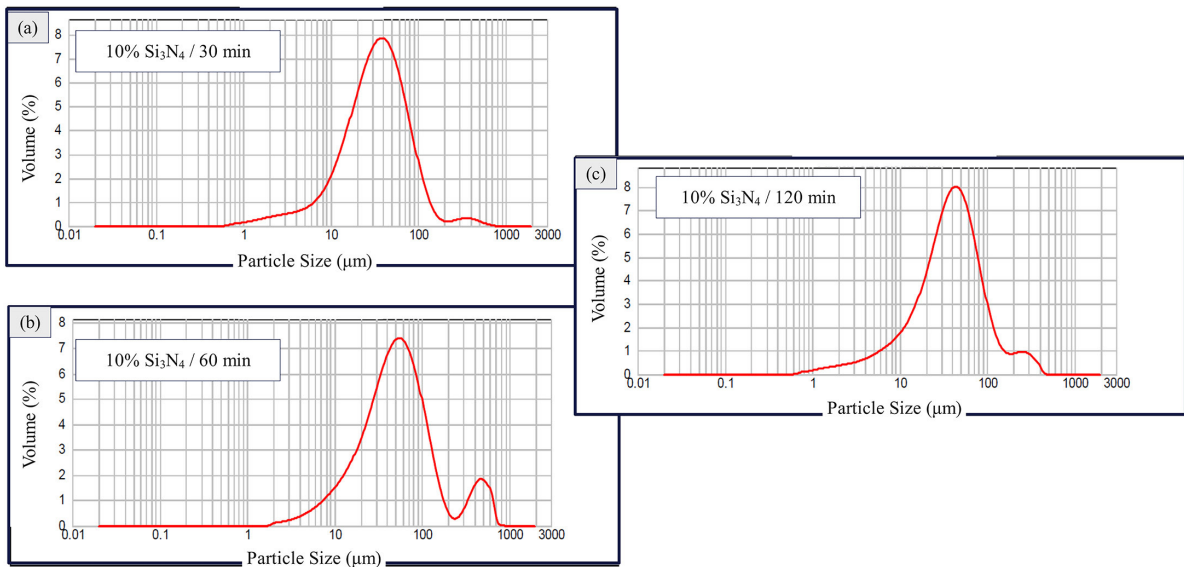 (a)
10% Si₃N₄ / 30 min
Volume (%)
8
7
6
5
4
3
2
1
0
0.01 0.1 1 10 100 1000 3000
Particle Size (μm)
(b)
10% Si₃N₄ / 60 min
Volume (%)
8
7
6
5
4
3
2
1
0
0.01 0.1 1 10 100 1000 3000
Particle Size (μm)
(c)
10% Si₃N₄ / 120 min
Volume (%)
8
7
6
5
4
3
2
1
0
0.01 0.1 1 10 100 1000 3000
Particle Size (μm)